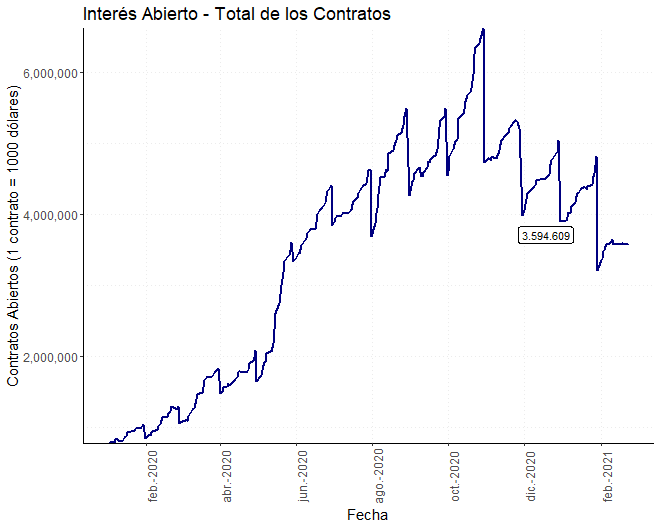 Interés Abierto - Total de los Contratos
Contratos Abiertos (1 contrato = 1000 dólares)
6,000,000
4,000,000
2,000,000
3.594.609
feb.-2020
abr.-2020
jun.-2020
ago.-2020
oct.-2020
dic.-2020
feb.-2021
Fecha